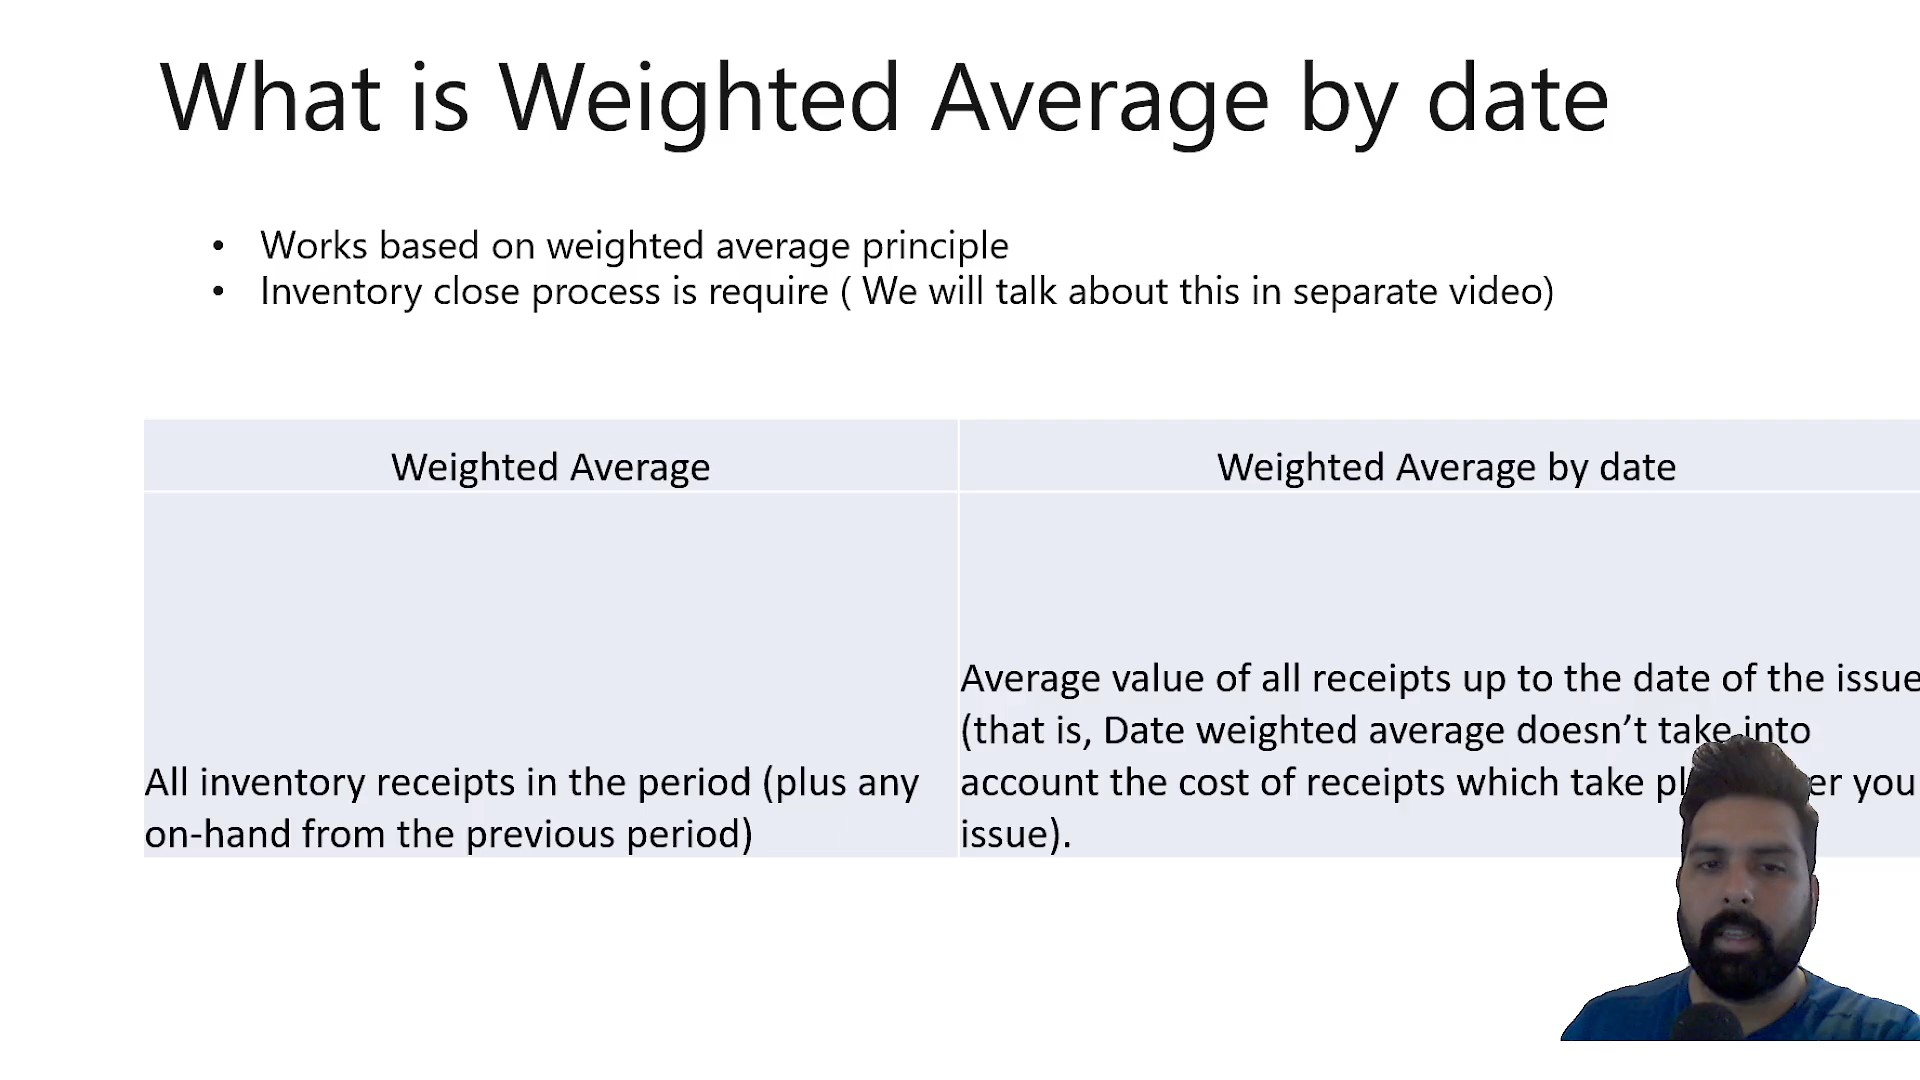 What is Weighted Average by date
• Works based on weighted average principle
• Inventory close process is require ( We will talk about this in separate video)
Weighted Average
Weighted Average by date
All inventory receipts in the period (plus any
on-hand from the previous period)
Average value of all receipts up to the date of the issue
(that is, Date weighted average doesn’t take into
account the cost of receipts which take you
issue).